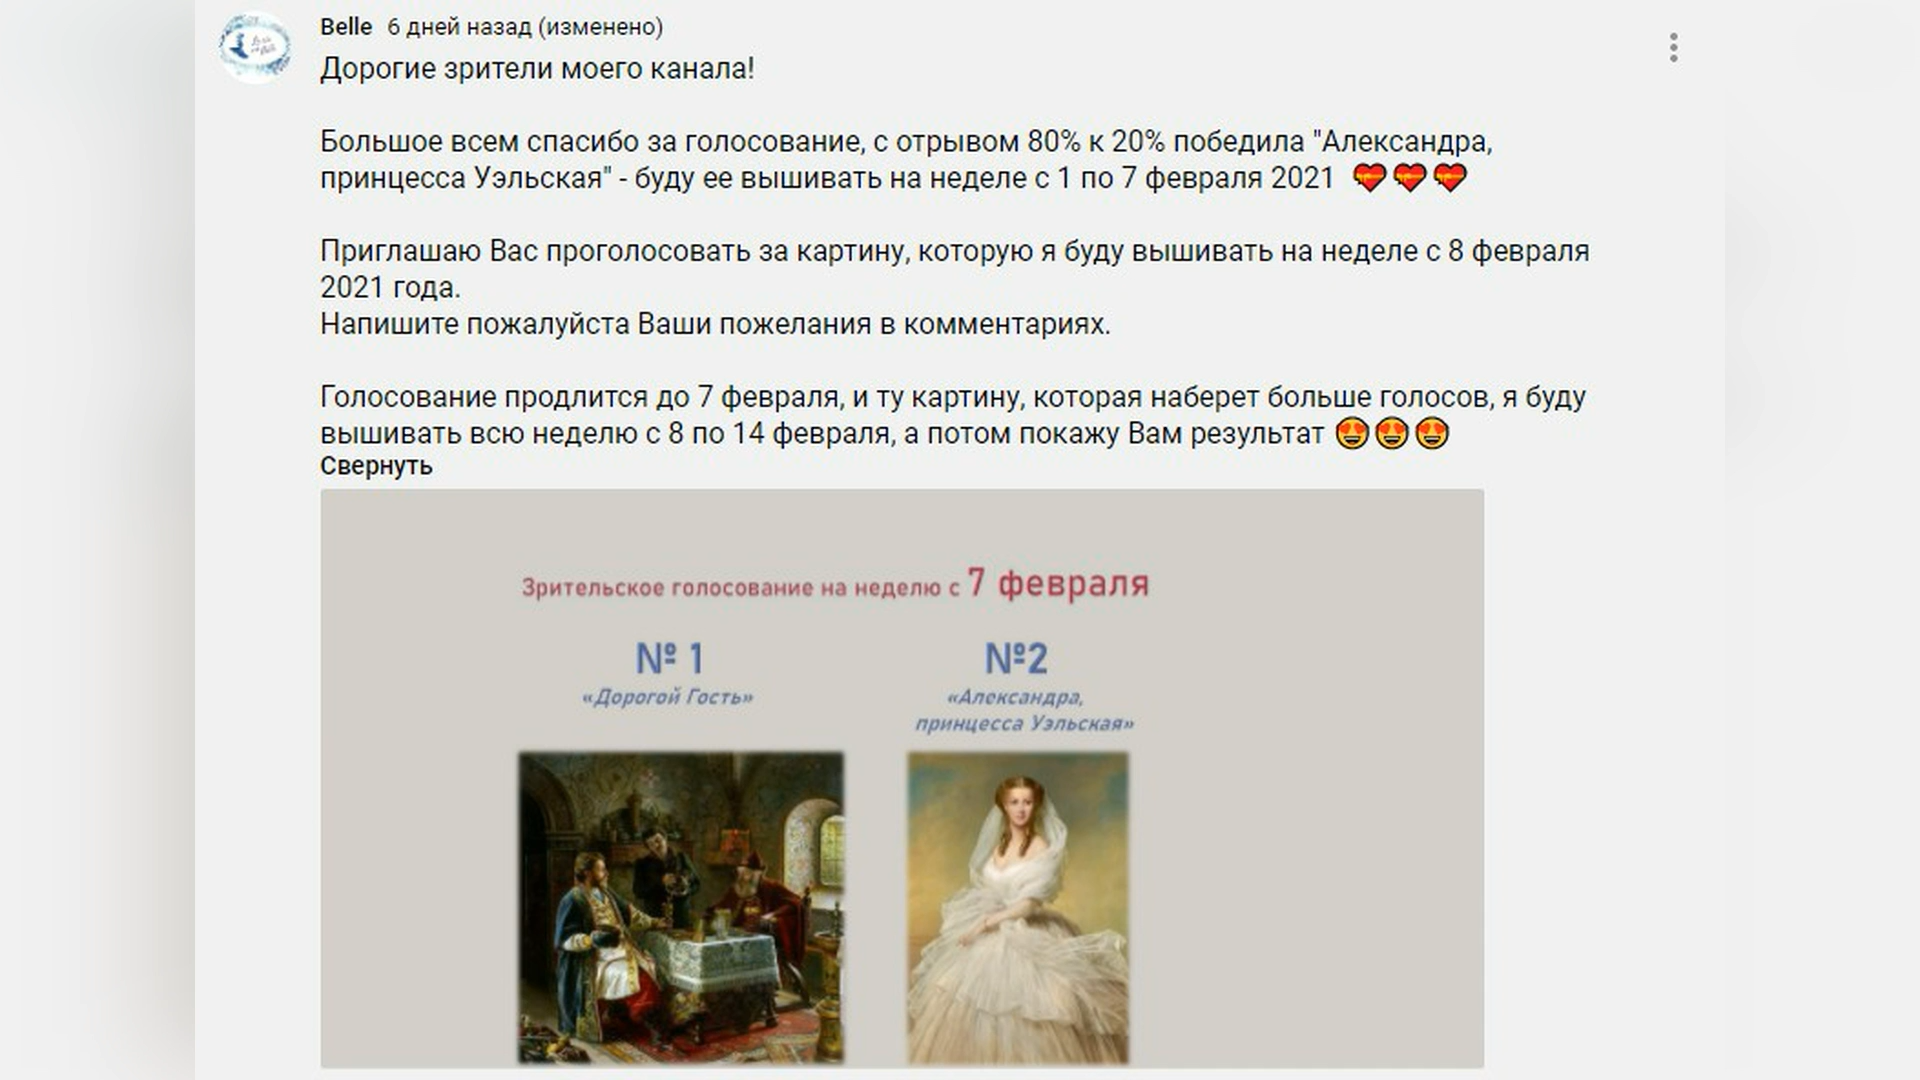 Belle 6 дней назад (изменено)
Дорогие зрители моего канала!
Большое всем спасибо за голосование, с отрывом 80% к 20% победила "Александра,
принцесса Уэльская" - буду ее вышивать на неделе с 1 по 7 февраля 2021 💝💝💝
Приглашаю Вас проголосовать за картину, которую я буду вышивать на неделе с 8 февраля
2021 года.
Напишите пожалуйста Ваши пожелания в комментариях.
Голосование продлится до 7 февраля, и ту картину, которая наберет больше голосов, я буду
вышивать всю неделю с 8 по 14 февраля, а потом покажу Вам результат 😍😍😍
Свернуть
Зрительское голосование на неделю с 7 февраля
№ 1
«Дорогой Гость»
№2
«Александра,
принцесса Уэльская»